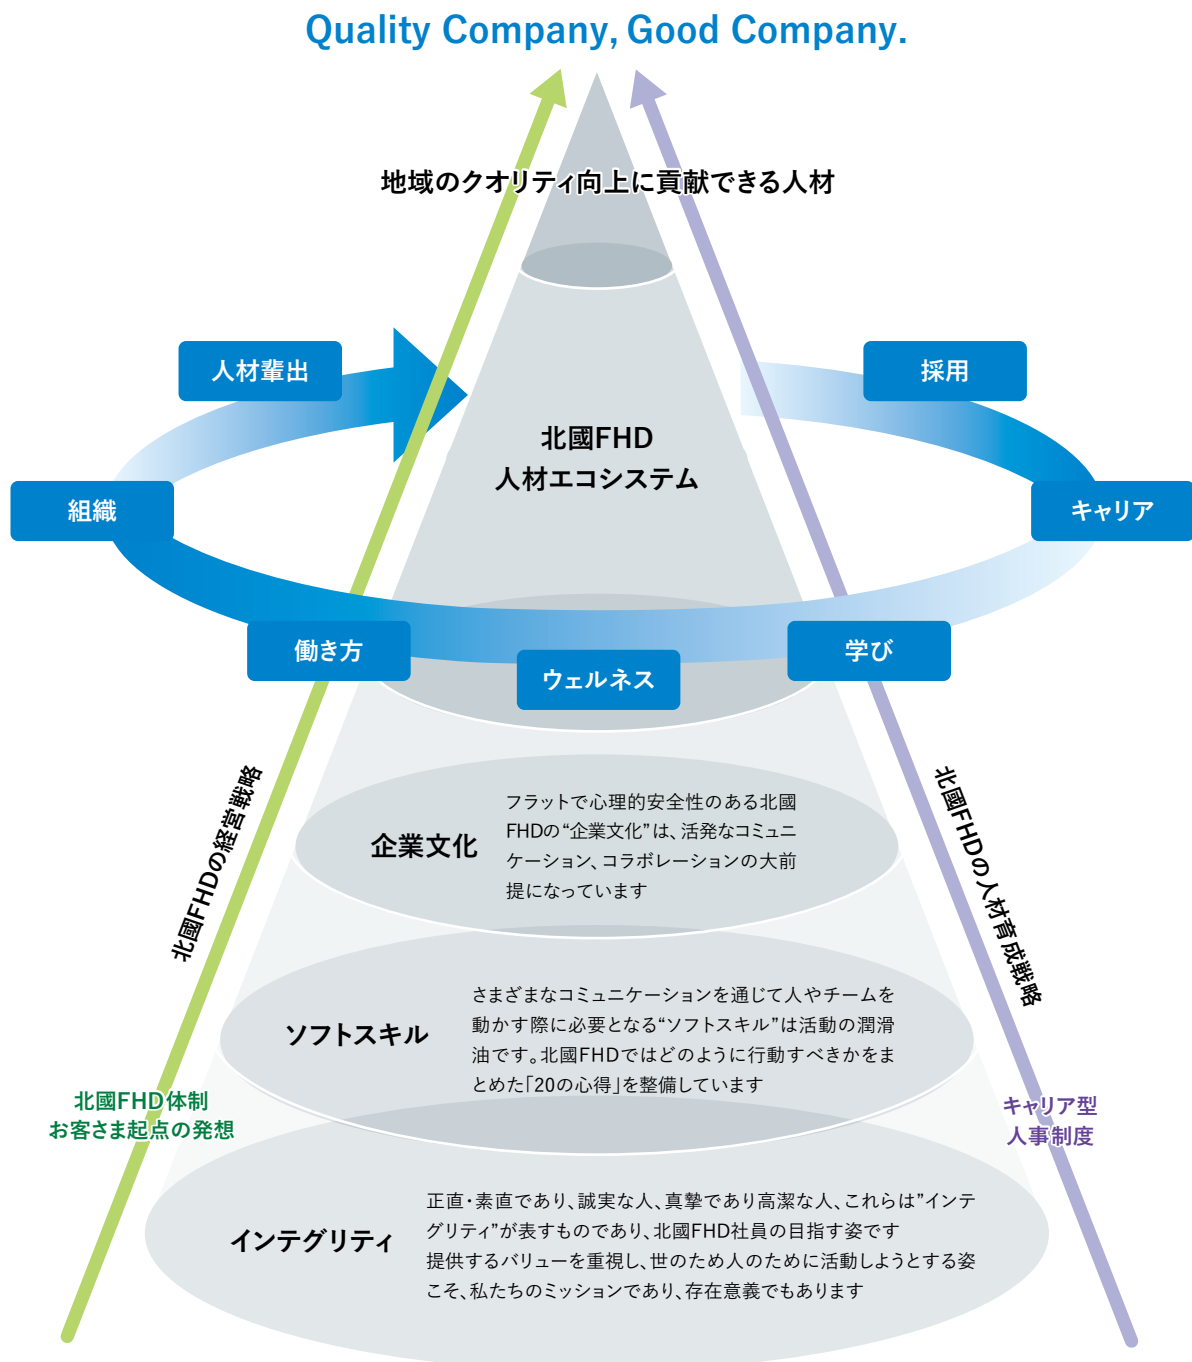 Quality Company, Good Company.
地域のクオリティ向上に貢献できる人材
人材輩出
採用
北國FHD
人材エコシステム
組織
キャリア
働き方
ウェルネス
学び
北國FHDの経営戦略
北國FHDの人材育成戦略
企業文化
フラットで心理的安全性のある北國
FHDの“企業文化”は、活発なコミュニ
ケーション、コラボレーションの大前
提になっています
ソフトスキル
さまざまなコミュニケーションを通じて人やチームを
動かす際に必要となる“ソフトスキル”は活動の潤滑
油です。北國FHDではどのように行動すべきかをま
とめた「20の心得」を整備しています
北國FHD体制
お客さま起点の発想
キャリア型
人事制度
インテグリティ
正直・素直であり、誠実な人、真摯であり高潔な人、これらは”インテ
グリティ”が表すものであり、北國FHD社員の目指す姿です
提供するバリューを重視し、世のため人のために活動しようとする姿
こそ、私たちのミッションであり、存在意義でもあります